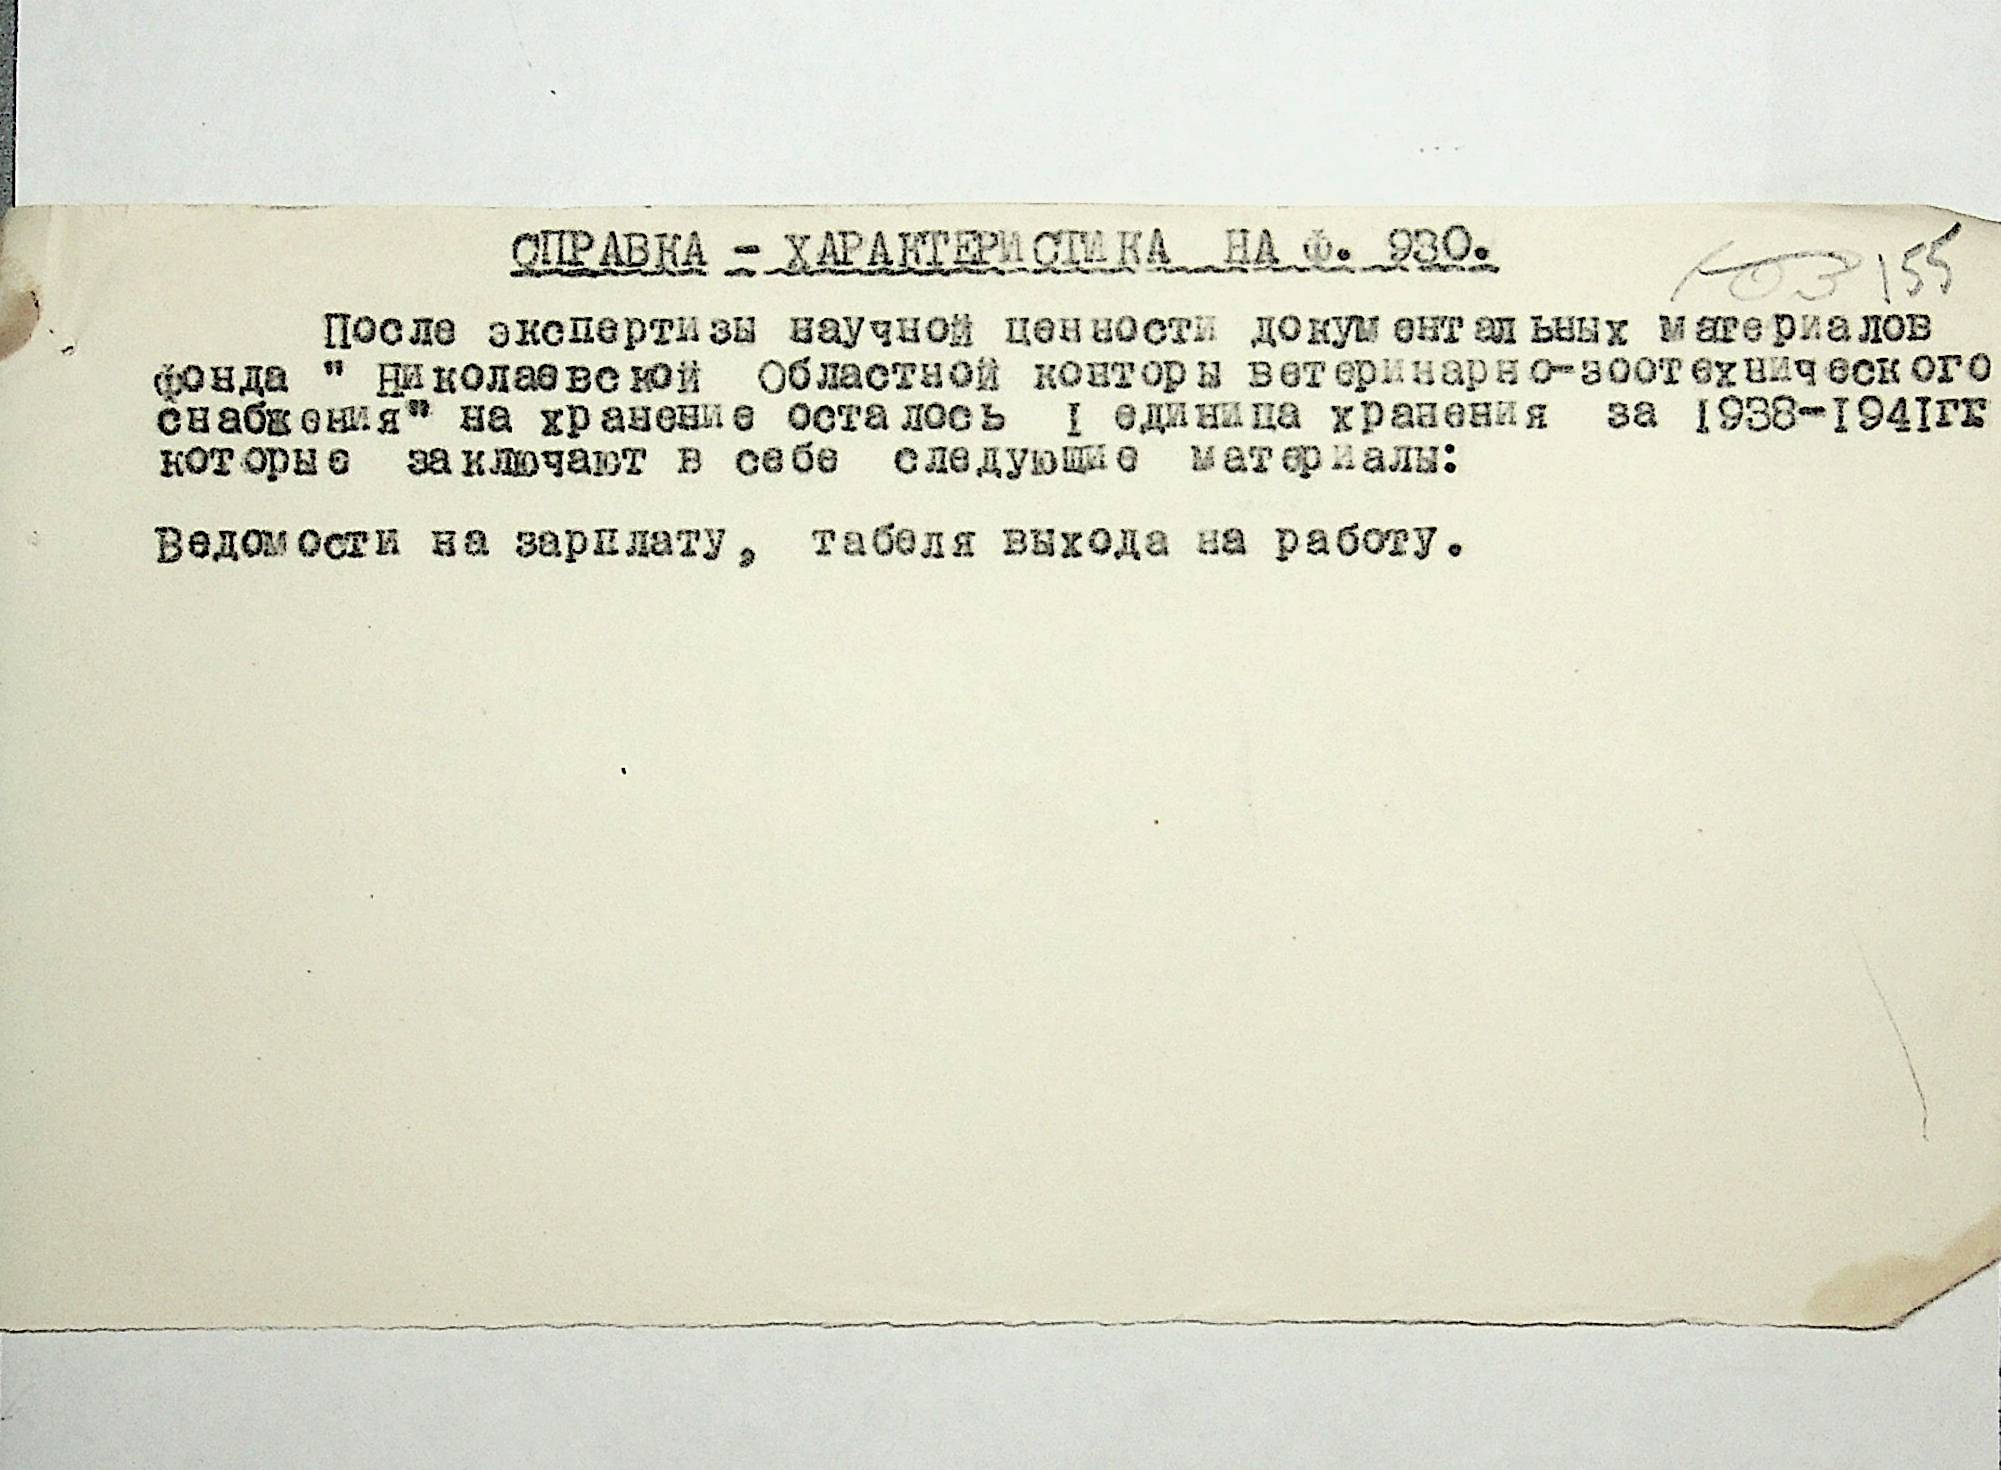 СПРАВКА - ХАРАКТЕРИСТИКА НА Ф. 930.
155
После экспертизы научной ценности документальных материалов
фонда " Николаевской Областной конторы ветеринарно-зоотехнического
снабжения" на хранение осталось I единица хранения за 1938-1941гг
которые заключают в себе следующие материалы:
Ведомости на зарплату, табеля выхода на работу.